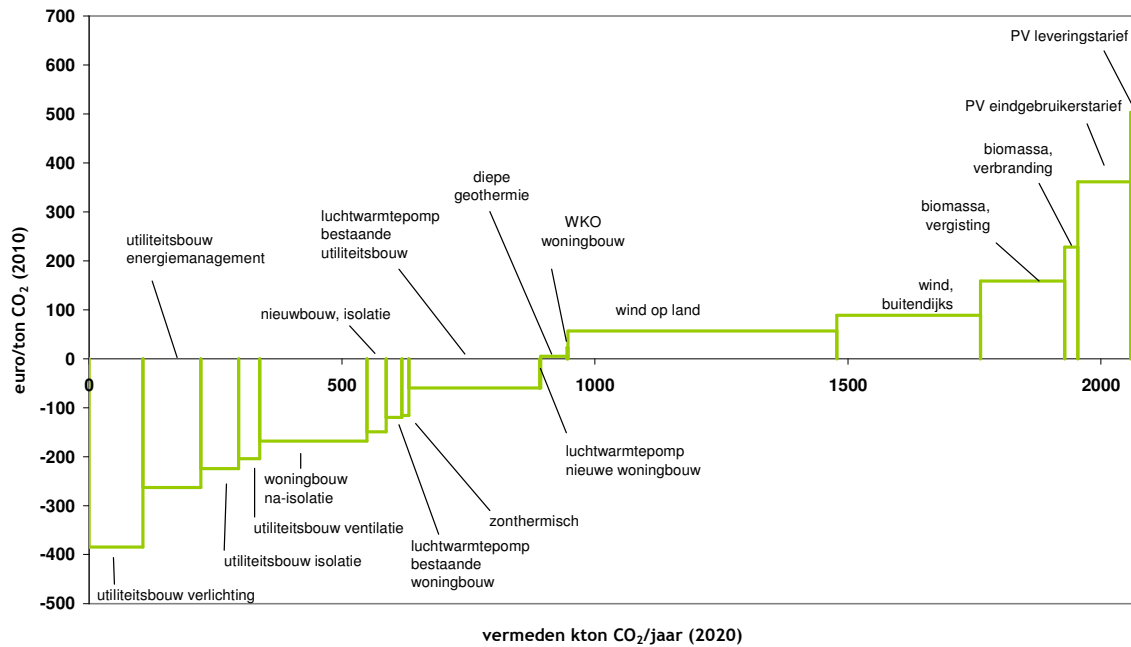 700
600
500
400
300
200
100
0
-100
-200
-300
-400
-500
euro/ton CO₂ (2010)
0
500
1000
1500
2000
vermeden kton CO₂/jaar (2020)
utiliteitsbouw verlichting
utiliteitsbouw
energiemanagement
utiliteitsbouw isolatie
utiliteitsbouw ventilatie
woningbouw
na-isolatie
nieuwbouw, isolatie
luchtwarmtepomp
bestaande
woningbouw
zonthermisch
luchtwarmtepomp
bestaande
utiliteitsbouw
luchtwarmtepomp
nieuwe woningbouw
diepe
geothermie
WKO
woningbouw
wind op land
wind,
buitendijks
biomassa,
vergisting
biomassa,
verbranding
PV eindgebruikerstarief
PV leveringstarief